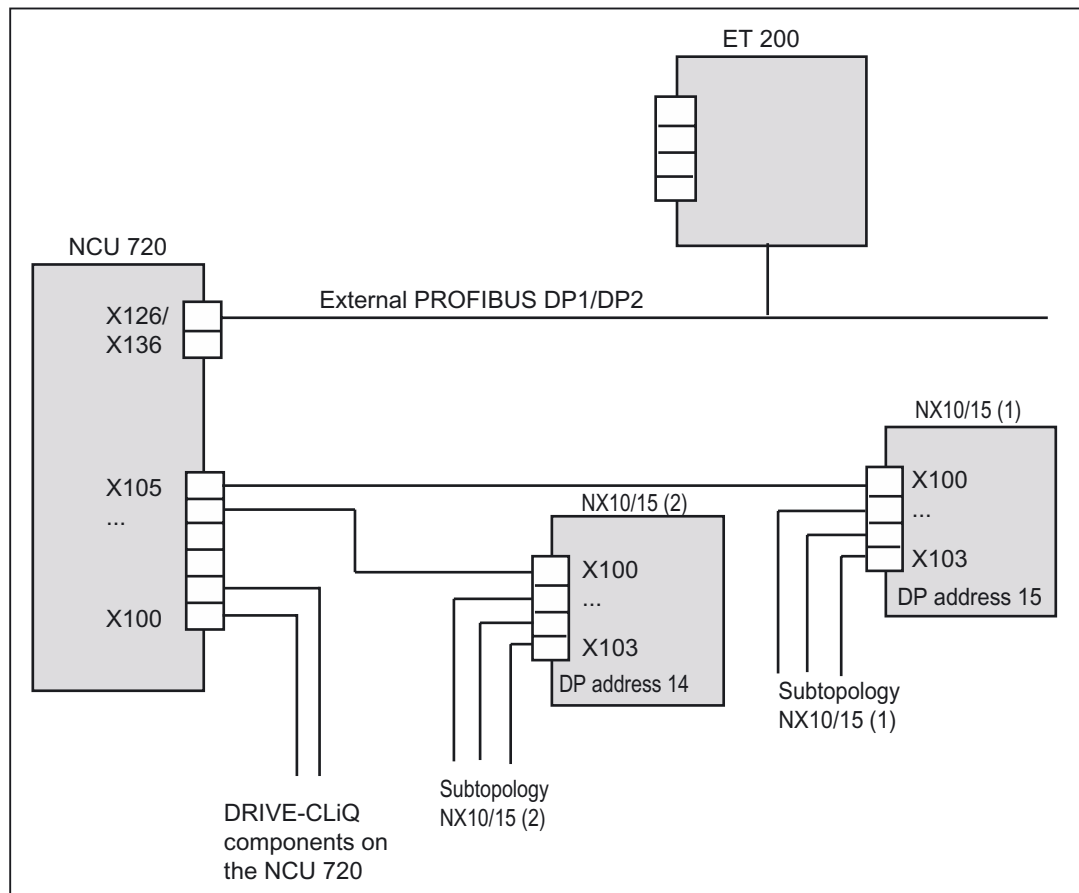 ET 200
NCU 720
X126/
X136
External PROFIBUS DP1/DP2
NX10/15 (1)
X105
...
X100
X100
...
X103
DP address 15
NX10/15 (2)
X100
...
X103
DP address 14
Subtopology
NX10/15 (1)
Subtopology
NX10/15 (2)
DRIVE-CLiQ
components on
the NCU 720